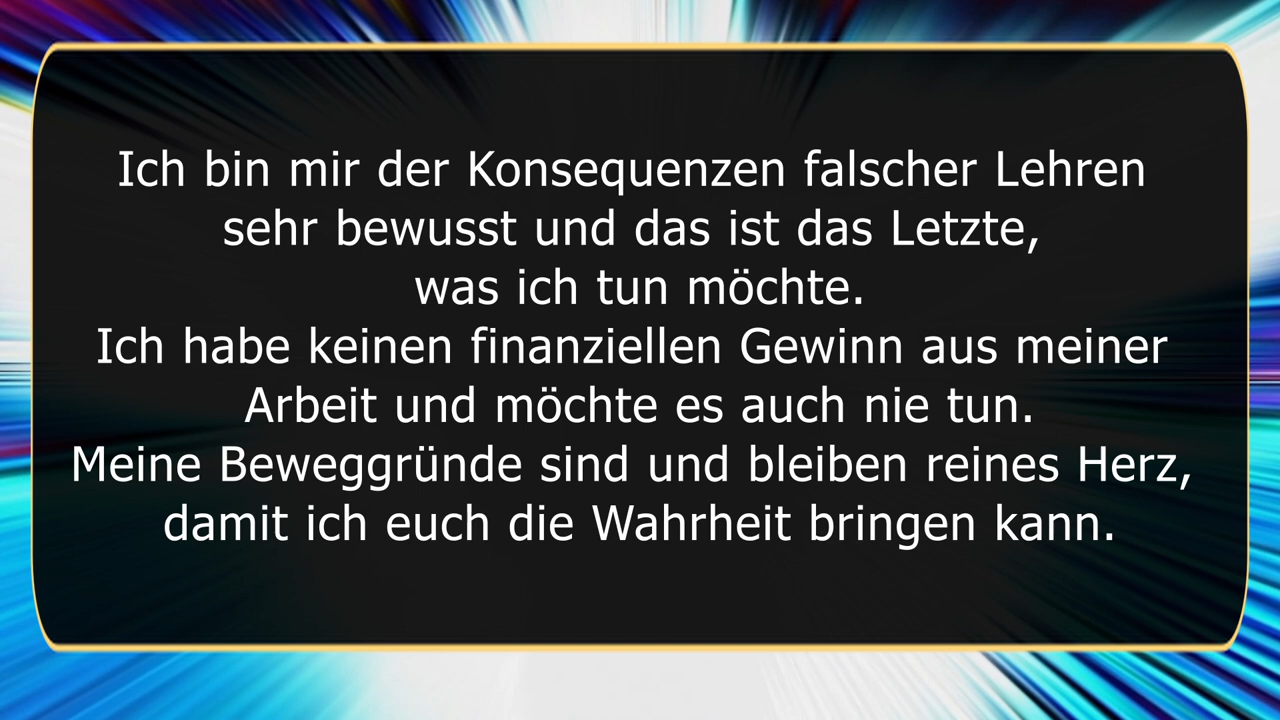 Ich bin mir der Konsequenzen falscher Lehren
sehr bewusst und das ist das Letzte,
was ich tun möchte.
Ich habe keinen finanziellen Gewinn aus meiner
Arbeit und möchte es auch nie tun.
Meine Beweggründe sind und bleiben reines Herz,
damit ich euch die Wahrheit bringen kann.